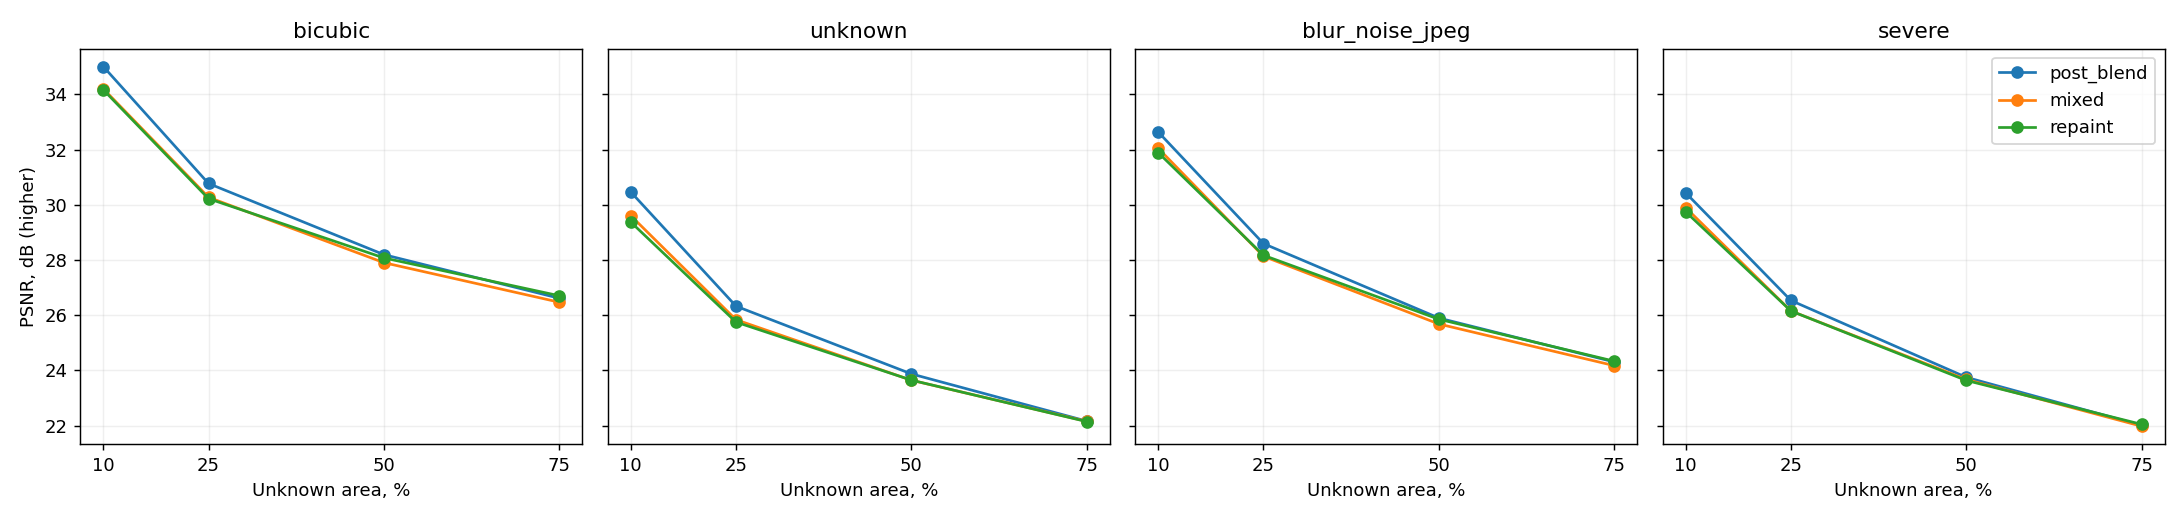 bicubic
unknown
blur_noise_jpeg
severe
PSNR, dB (higher)
34
32
30
28
26
24
22
post_blend
mixed
repaint
10 25 50 75
10 25 50 75
10 25 50 75
10 25 50 75
Unknown area, %
Unknown area, %
Unknown area, %
Unknown area, %